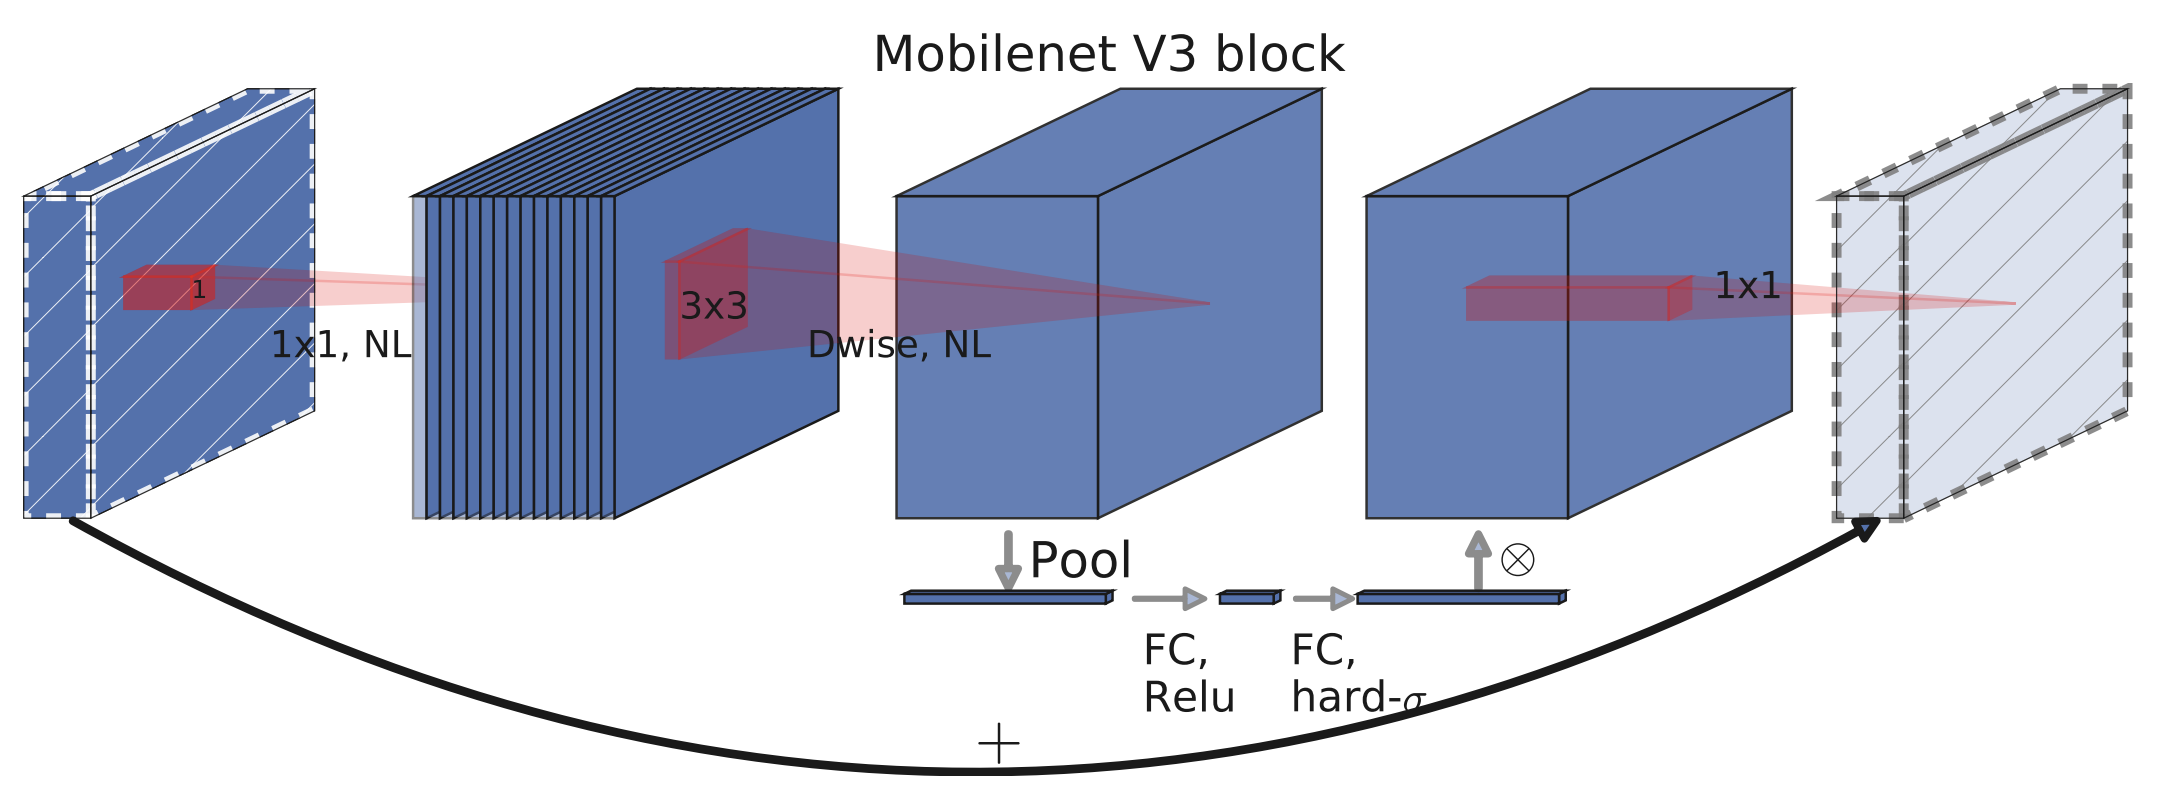 Mobilenet V3 block
1
1x1, NL
3x3
Dwise, NL
1x1
Pool
⊗
FC,
Relu
FC,
hard-σ
+